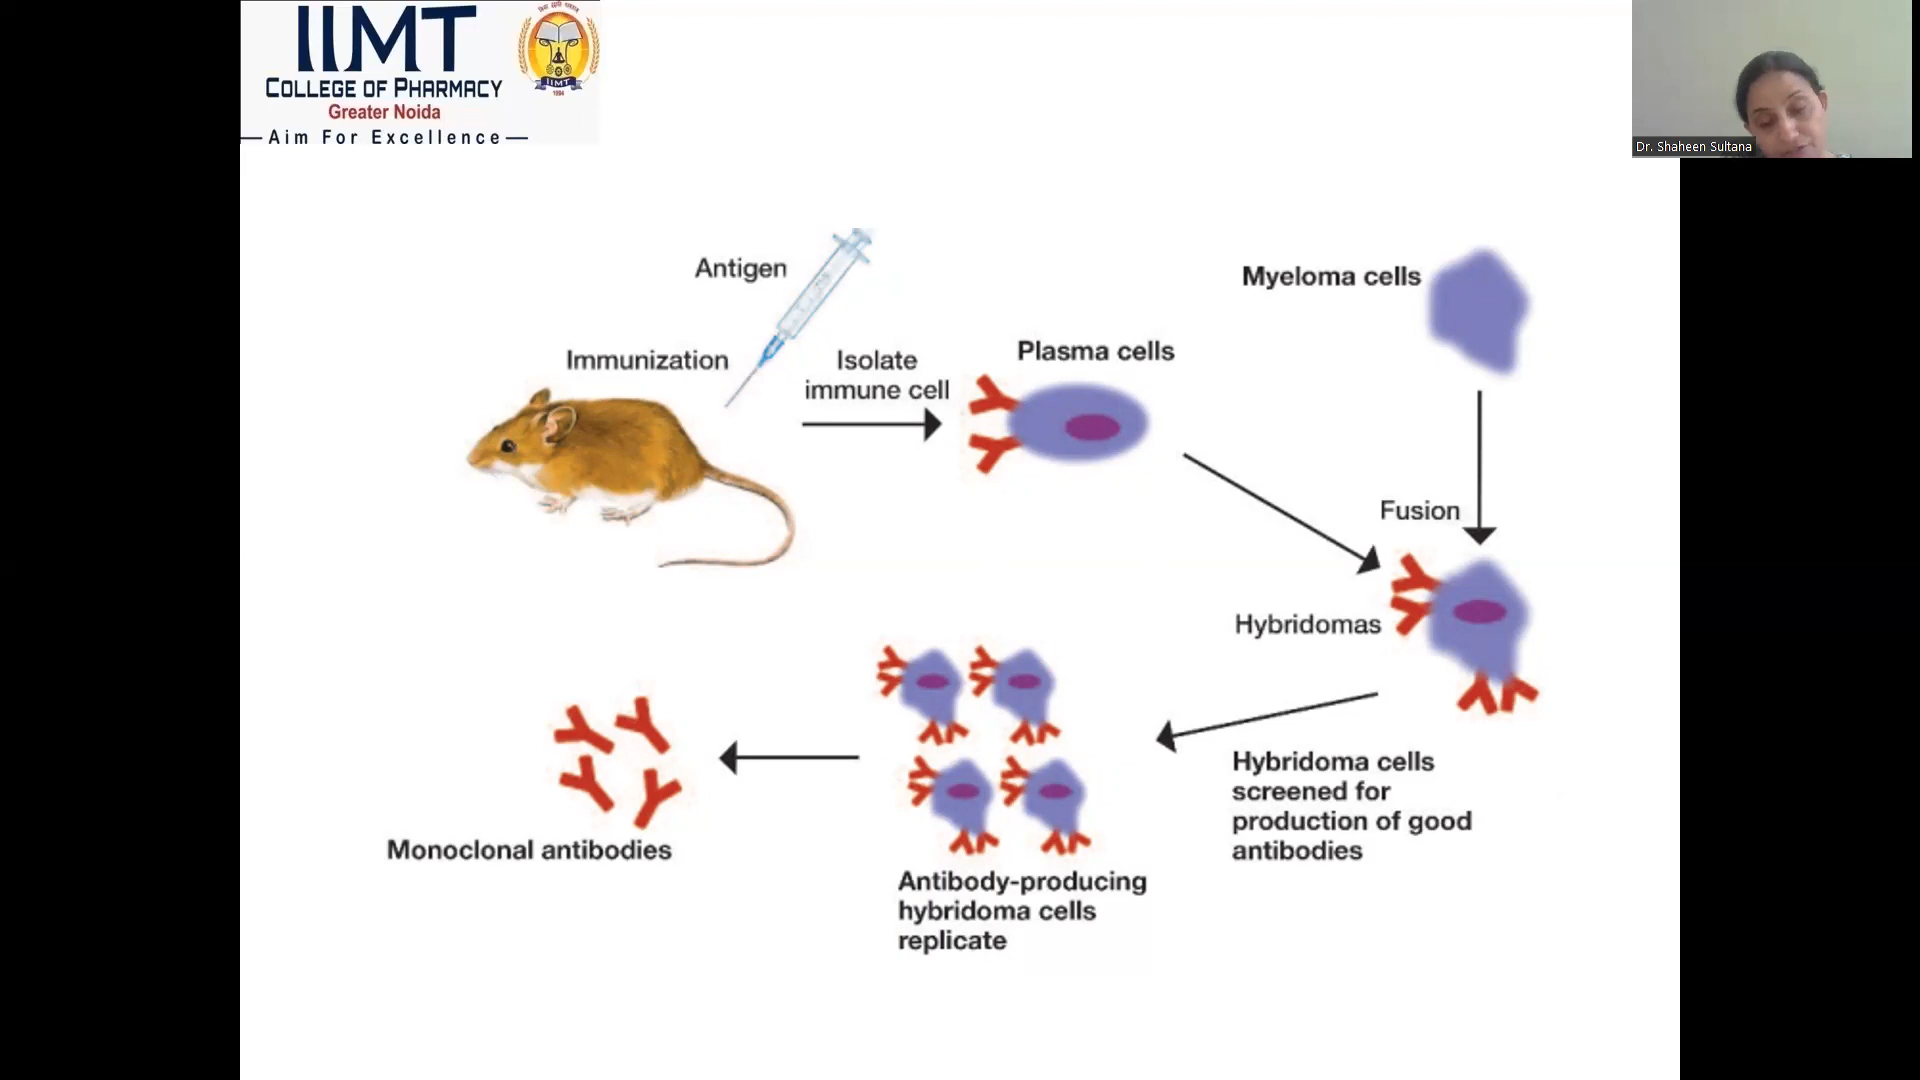 IIMT
COLLEGE OF PHARMACY
Greater Noida
Aim For Excellence
IIMT
1994
Dr. Shaheen Sultana
Antigen
Immunization
Isolate
immune cell
Plasma cells
Myeloma cells
Fusion
Hybridomas
Hybridoma cells
screened for
production of good
antibodies
Antibody-producing
hybridoma cells
replicate
Monoclonal antibodies